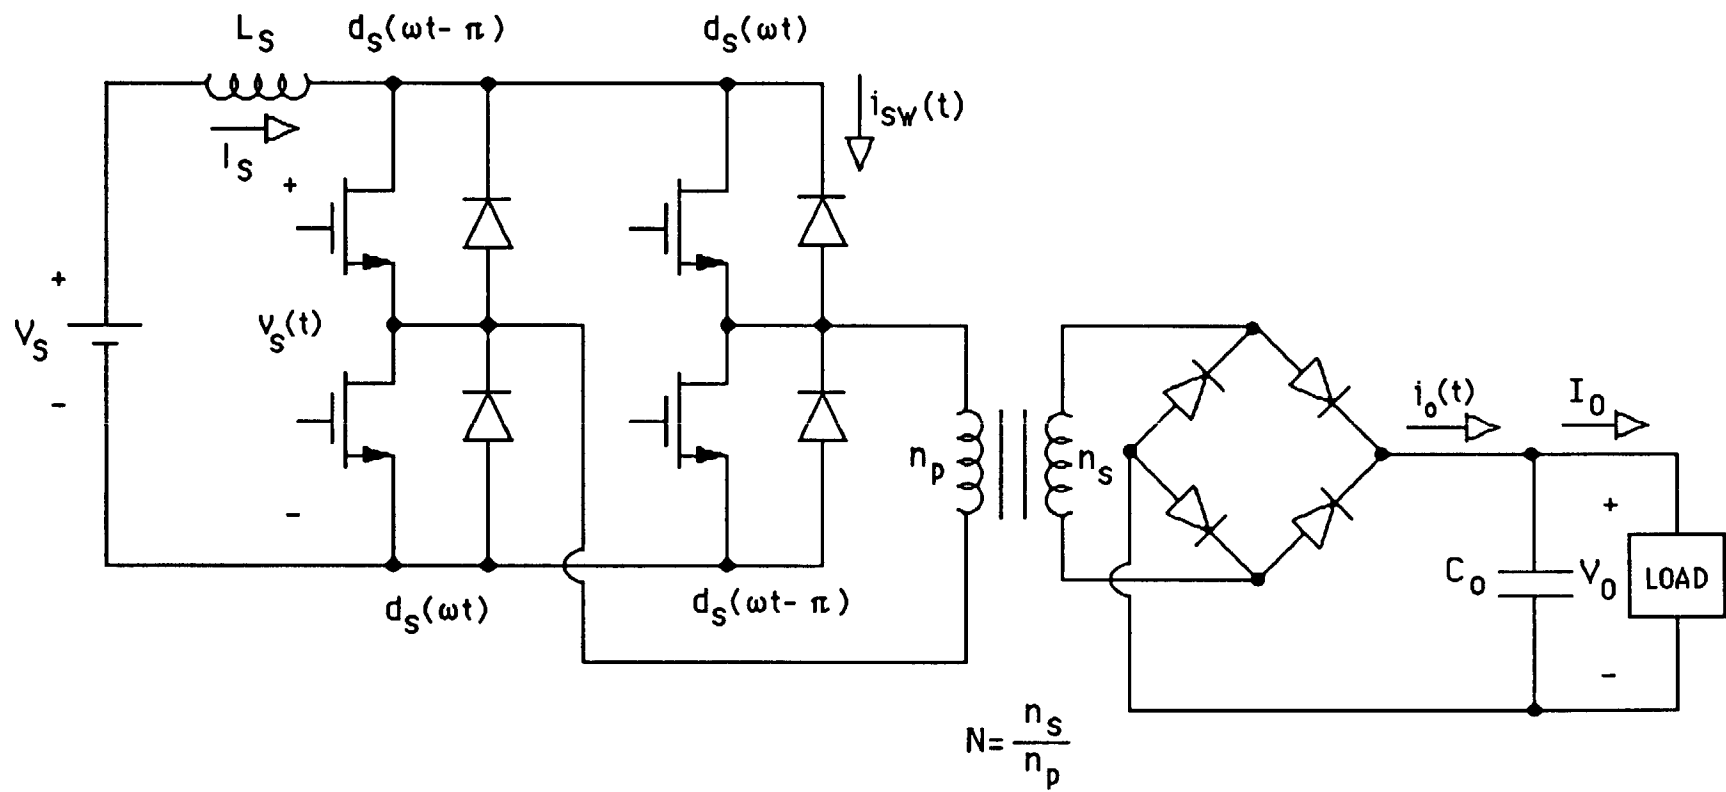 L_S
d_S(ωt- π)
d_S(ωt)
i_SW(t)
I_S
+
+
V_S
v_S(t)
-
-
d_S(ωt)
d_S(ωt- π)
n_p
n_s
i_o(t)
I_O
+
C_O
V_O
LOAD
-
N= n_s / n_p